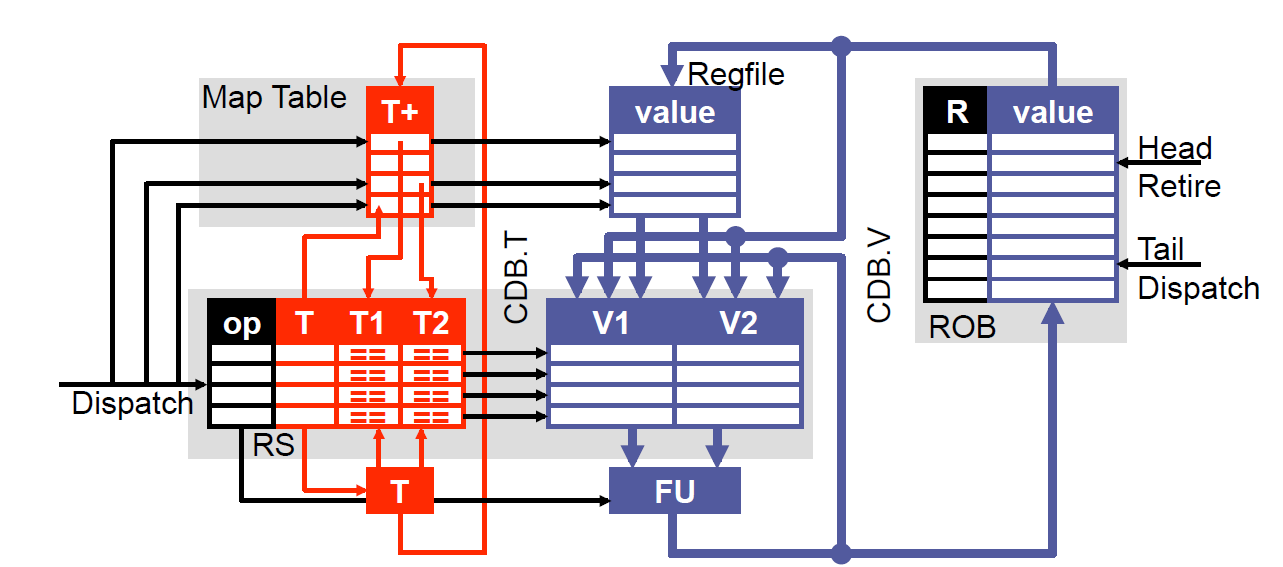 Regfile
Map Table
T+
value
R
value
Head
Retire
CDB.T
CDB.V
Tail
Dispatch
op
T
T1
T2
V1
V2
ROB
==
==
==
==
==
==
==
==
Dispatch
RS
T
FU